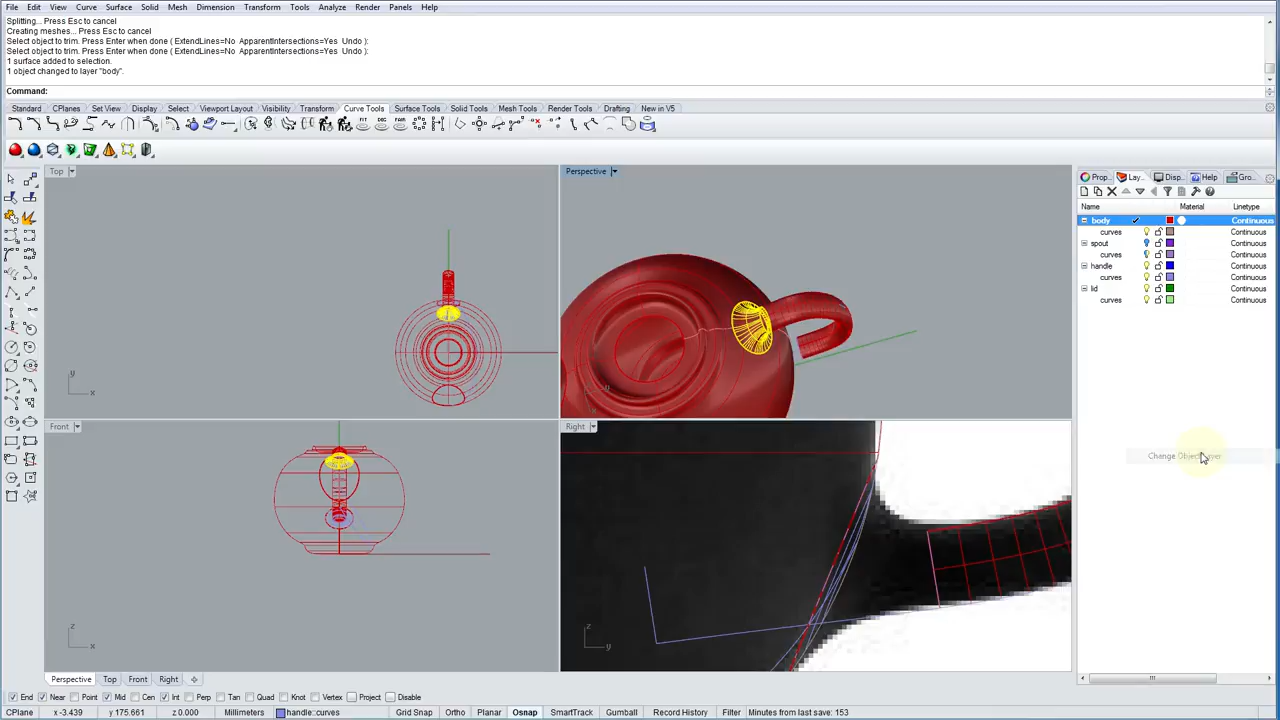 File Edit View Curve Surface Solid Mesh Dimension Transform Tools Analyze Render Panels Help
Splitting... Press Esc to cancel
Creating meshes... Press Esc to cancel
Select object to trim. Press Enter when done ( ExtendLines=No ApparentIntersections=Yes Undo ):
Select object to trim. Press Enter when done ( ExtendLines=No ApparentIntersections=Yes Undo ):
1 surface added to selection.
1 object changed to layer "body".
Command:
Standard CPlanes Set View Display Select Viewport Layout Visibility Transform Curve Tools Surface Tools Solid Tools Mesh Tools Render Tools Drafting New in V5
Top
y
x
Perspective
y
x
Front
z
x
Right
z
y
Prop... Lay... Disp... Help Gro...
Name Material Linetype
body Continuous
curves Continuous
spout Continuous
curves Continuous
handle Continuous
curves Continuous
lid Continuous
curves Continuous
Change Object Layer
Perspective Top Front Right
End Near Point Mid Cen Int Perp Tan Quad Knot Vertex Project Disable
CPlane x -3.439 y 175.661 z 0.000 Millimeters handle::curves Grid Snap Ortho Planar Osnap SmartTrack Gumball Record History Filter Minutes from last save: 153